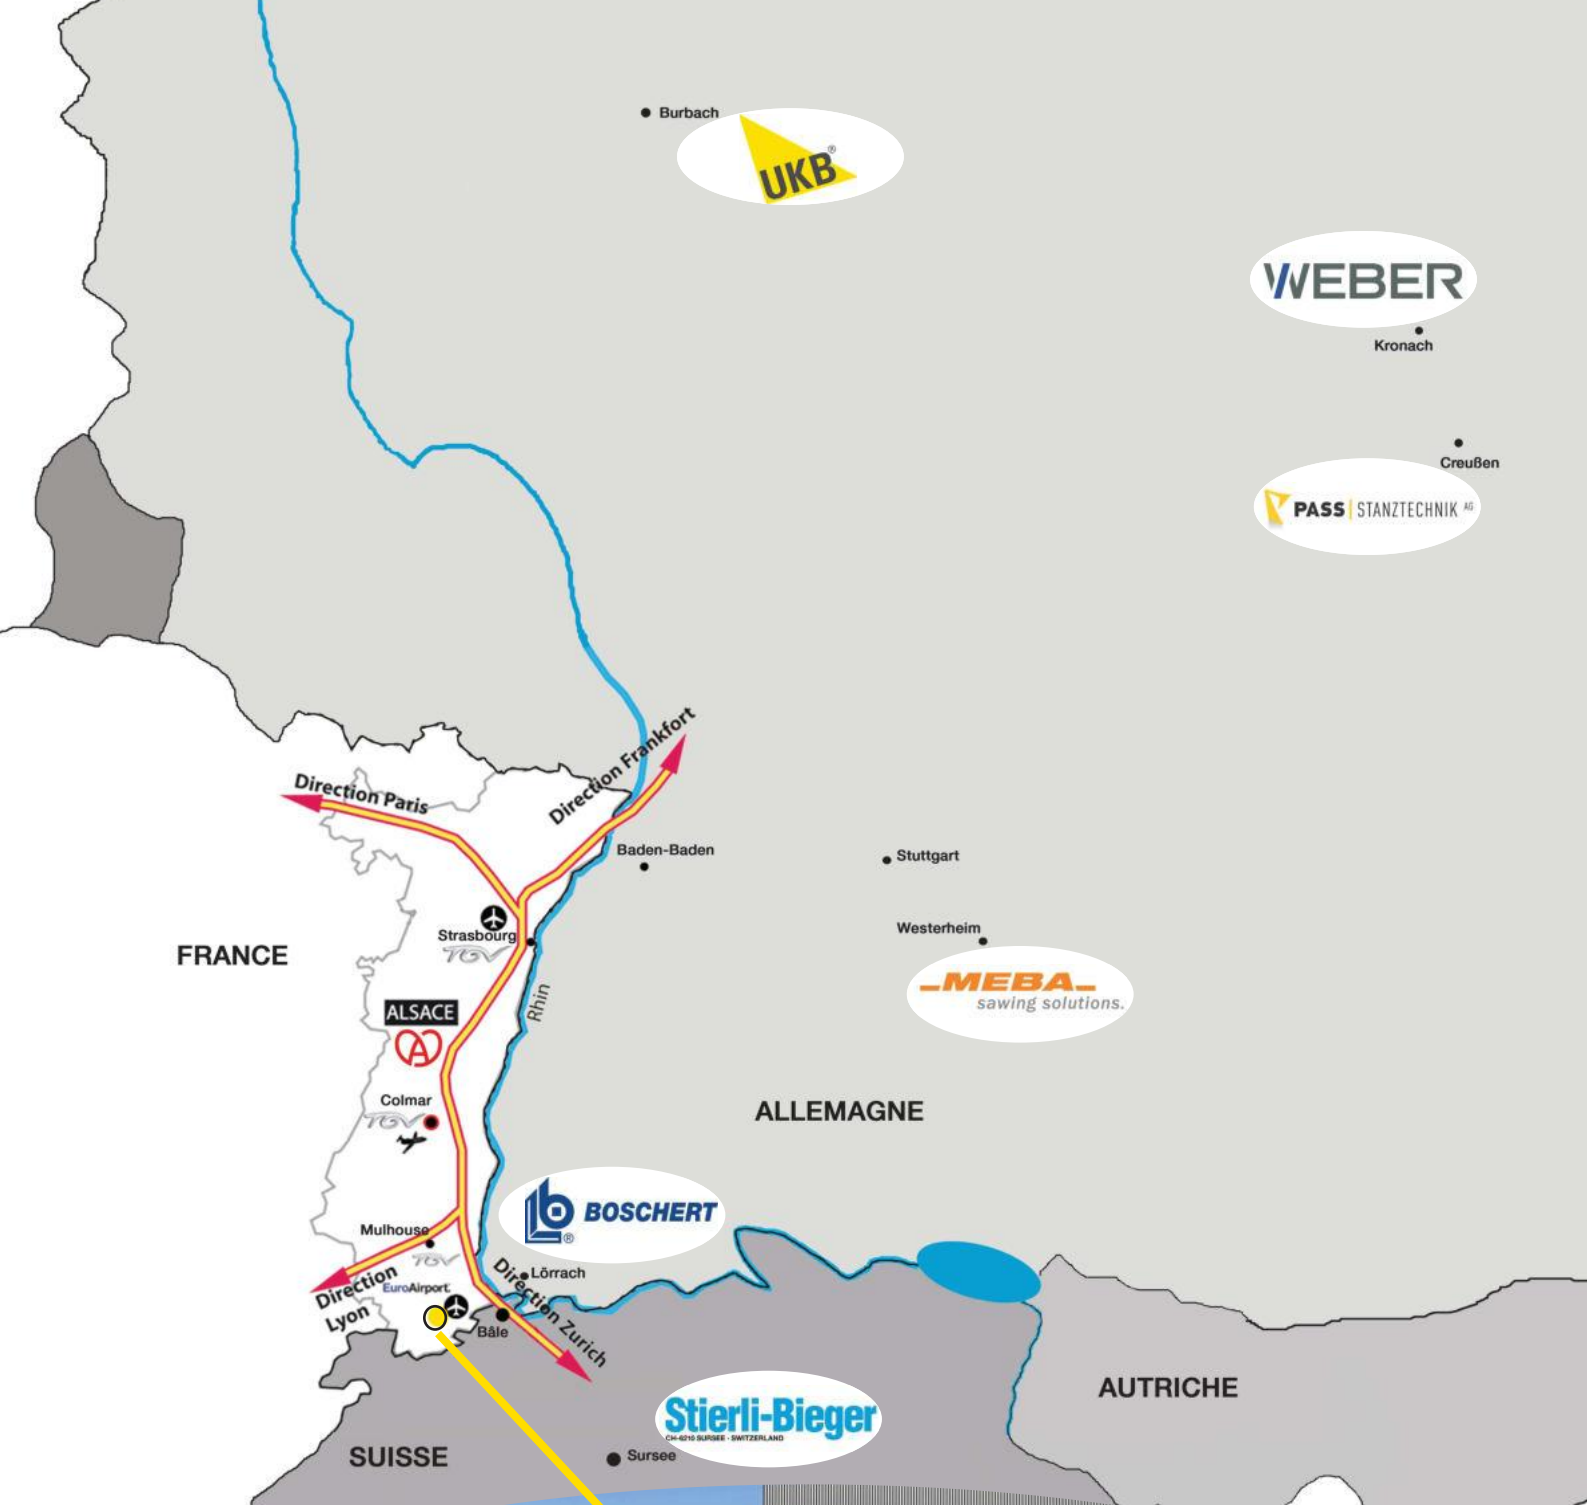 Burbach
UKB®
WEBER
Kronach
Creußen
PASS STANZTECHNIK AG
Direction Frankfort
Direction Paris
Baden-Baden
Stuttgart
Strasbourg
TGV
Westerheim
FRANCE
MEBA
sawing solutions.
Rhin
ALSACE
A
Colmar
TGV
ALLEMAGNE
BOSCHERT
®
Mulhouse
TGV
Lörrach
Direction
Lyon
EuroAirport
Direction Zurich
Bâle
AUTRICHE
Stierli-Bieger
CH-6210 SURSEE - SWITZERLAND
SUISSE
Sursee